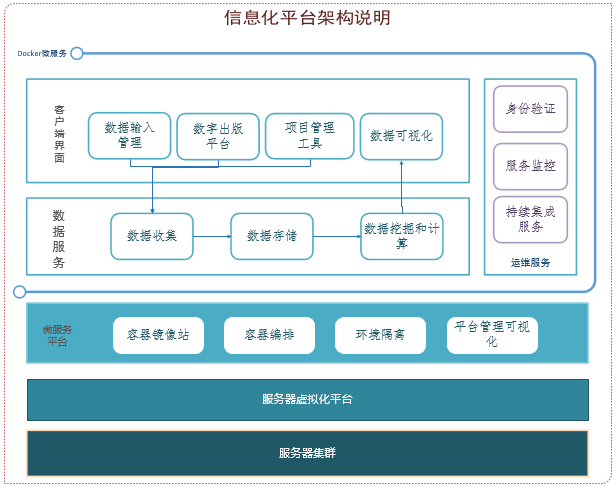 信息化平台架构说明
Docker微服务
客户端界面
数据输入
管理
数字出版
平台
项目管理
工具
数据可视化
身份验证
服务监控
持续集成
服务
运维服务
数据服务
数据收集
数据存储
数据挖掘和计
算
微服务
平台
容器镜像站
容器编排
环境隔离
平台管理可视
化
服务器虚拟化平台
服务器集群